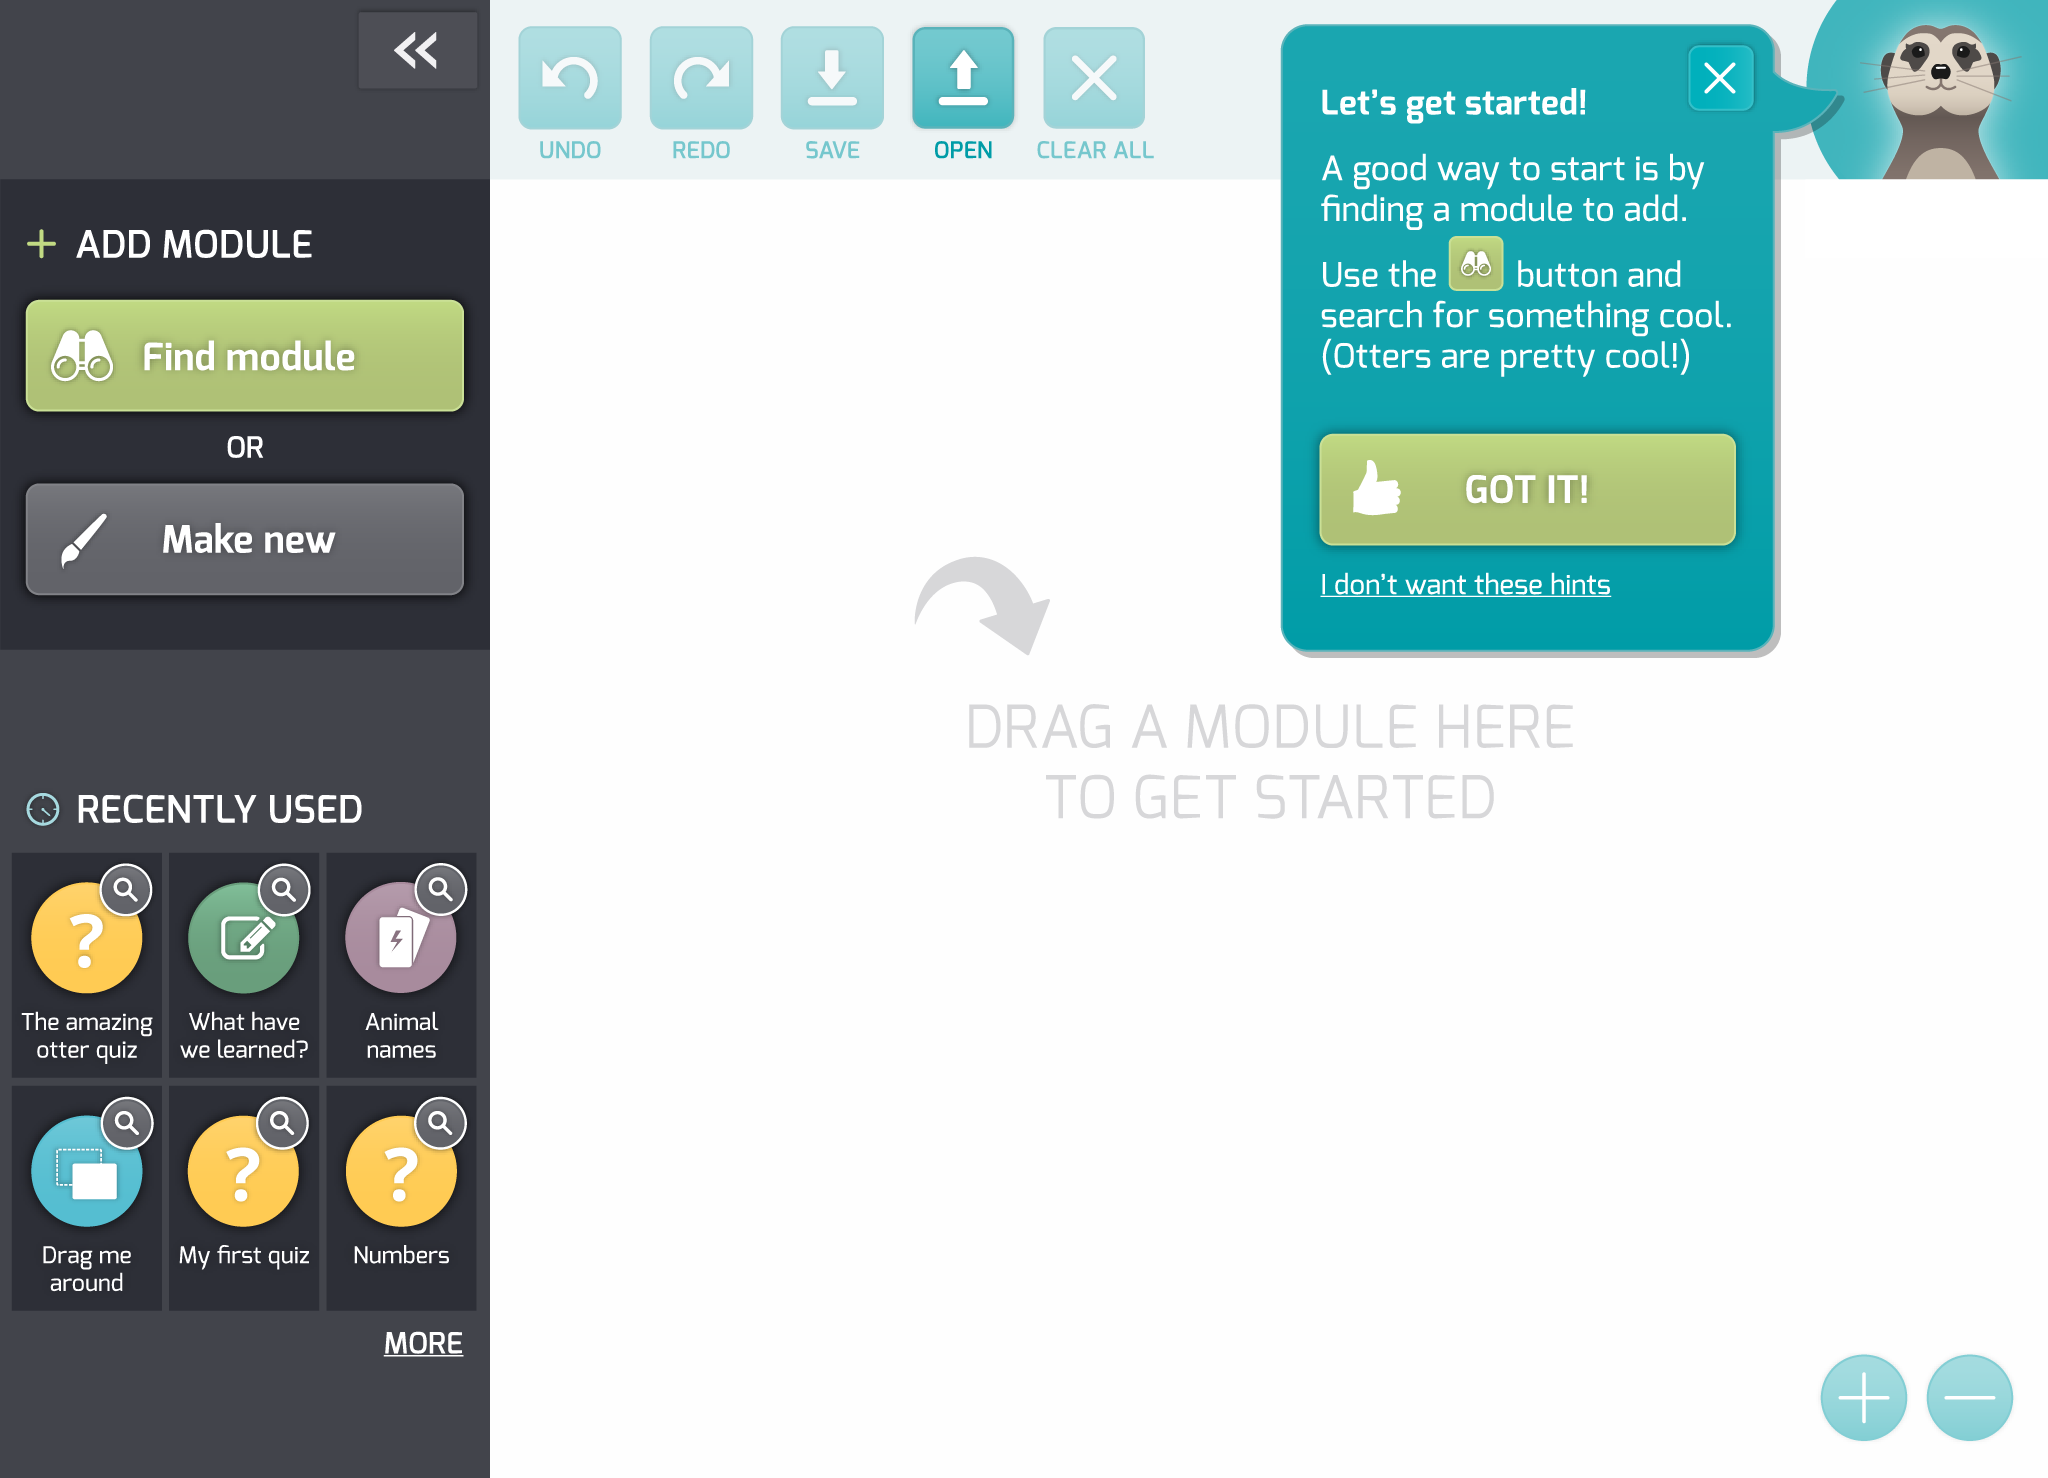 UNDO
REDO
SAVE
OPEN
CLEAR ALL
Let's get started!
A good way to start is by
finding a module to add.
Use the button and
search for something cool.
(Otters are pretty cool!)
GOT IT!
I don't want these hints
+ ADD MODULE
Find module
OR
Make new
DRAG A MODULE HERE
TO GET STARTED
RECENTLY USED
?
The amazing
otter quiz
What have
we learned?
Animal
names
Drag me
around
?
My first quiz
?
Numbers
MORE